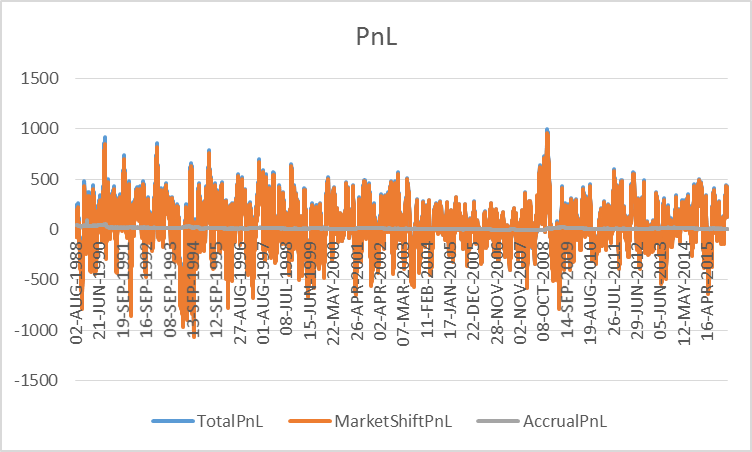 PnL
1500
1000
500
0
-500
-1000
-1500
02-AUG-1988
21-JUN-1990
19-SEP-1991
16-SEP-1992
08-SEP-1993
13-SEP-1994
12-SEP-1995
27-AUG-1996
01-AUG-1997
08-JUL-1998
15-JUN-1999
22-MAY-2000
26-APR-2001
02-APR-2002
07-MAR-2003
11-FEB-2004
17-JAN-2005
22-DEC-2005
28-NOV-2006
02-NOV-2007
08-OCT-2008
14-SEP-2009
19-AUG-2010
26-JUL-2011
29-JUN-2012
05-JUN-2013
12-MAY-2014
16-APR-2015
TotalPnL MarketShiftPnL AccrualPnL